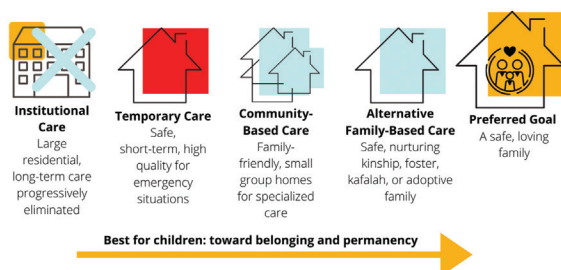 Institutional
Care
Large
residential,
long-term care
progressively
eliminated
Temporary Care
Safe,
short-term, high
quality for
emergency
situations
Community-
Based Care
Family-
friendly, small
group homes
for specialized
care
Alternative
Family-Based Care
Safe, nurturing
kinship, foster,
kafalah, or adoptive
family
Preferred Goal
A safe, loving
family
Best for children: toward belonging and permanency